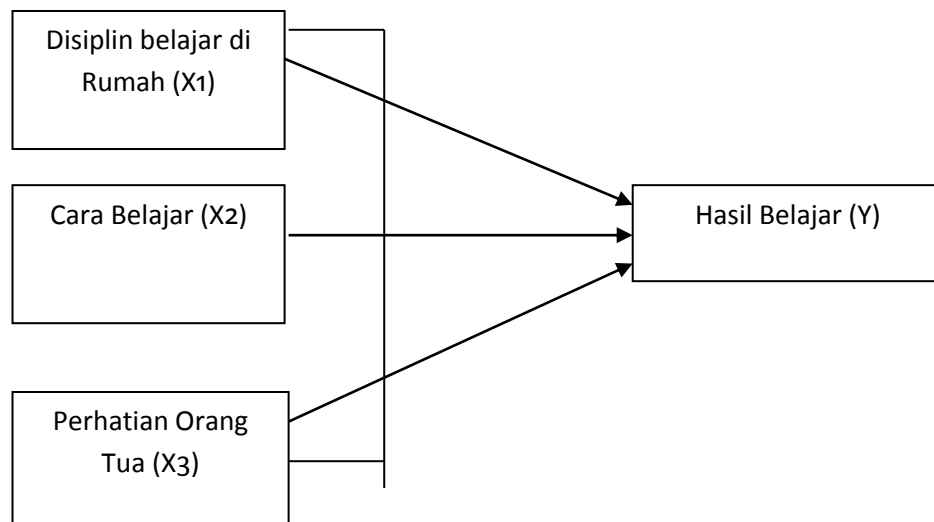 Disiplin belajar di
Rumah (X1)
Cara Belajar (X2)
Hasil Belajar (Y)
Perhatian Orang
Tua (X3)